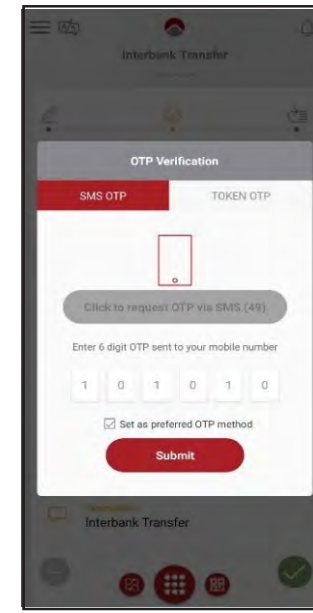 Interbank Transfer
OTP Verification
SMS OTP
TOKEN OTP
Click to request OTP via SMS (49)
Enter 6 digit OTP sent to your mobile number
1 0 1 0 1 0
Set as preferred OTP method
Submit
Interbank Transfer